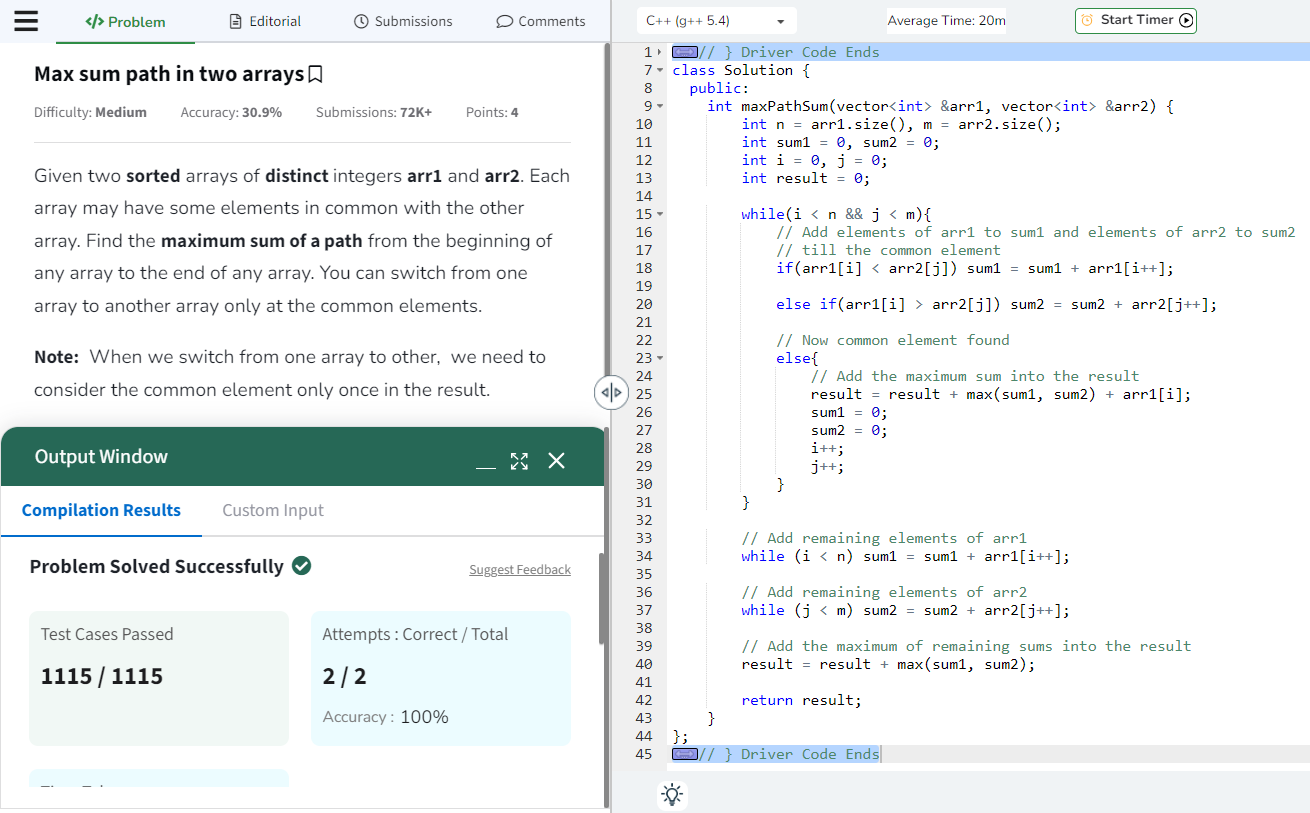 </> Problem
Editorial
Submissions
Comments
Max sum path in two arrays
Difficulty: Medium
Accuracy: 30.9%
Submissions: 72K+
Points: 4
Given two sorted arrays of distinct integers arr1 and arr2. Each
array may have some elements in common with the other
array. Find the maximum sum of a path from the beginning of
any array to the end of any array. You can switch from one
array to another array only at the common elements.
Note:  When we switch from one array to other,  we need to
consider the common element only once in the result.
Output Window
Compilation Results
Custom Input
Problem Solved Successfully
Suggest Feedback
Test Cases Passed
1115 / 1115
Attempts : Correct / Total
2 / 2
Accuracy : 100%
C++ (g++ 5.4)
Average Time: 20m
Start Timer
1 // } Driver Code Ends
7 class Solution {
8   public:
9     int maxPathSum(vector<int> &arr1, vector<int> &arr2) {
10         int n = arr1.size(), m = arr2.size();
11         int sum1 = 0, sum2 = 0;
12         int i = 0, j = 0;
13         int result = 0;
14
15         while(i < n && j < m){
16             // Add elements of arr1 to sum1 and elements of arr2 to sum2
17             // till the common element
18             if(arr1[i] < arr2[j]) sum1 = sum1 + arr1[i++];
19
20             else if(arr1[i] > arr2[j]) sum2 = sum2 + arr2[j++];
21
22             // Now common element found
23             else{
24                 // Add the maximum sum into the result
25                 result = result + max(sum1, sum2) + arr1[i];
26                 sum1 = 0;
27                 sum2 = 0;
28                 i++;
29                 j++;
30             }
31         }
32
33         // Add remaining elements of arr1
34         while (i < n) sum1 = sum1 + arr1[i++];
35
36         // Add remaining elements of arr2
37         while (j < m) sum2 = sum2 + arr2[j++];
38
39         // Add the maximum of remaining sums into the result
40         result = result + max(sum1, sum2);
41
42         return result;
43     }
44 };
45 // } Driver Code Ends